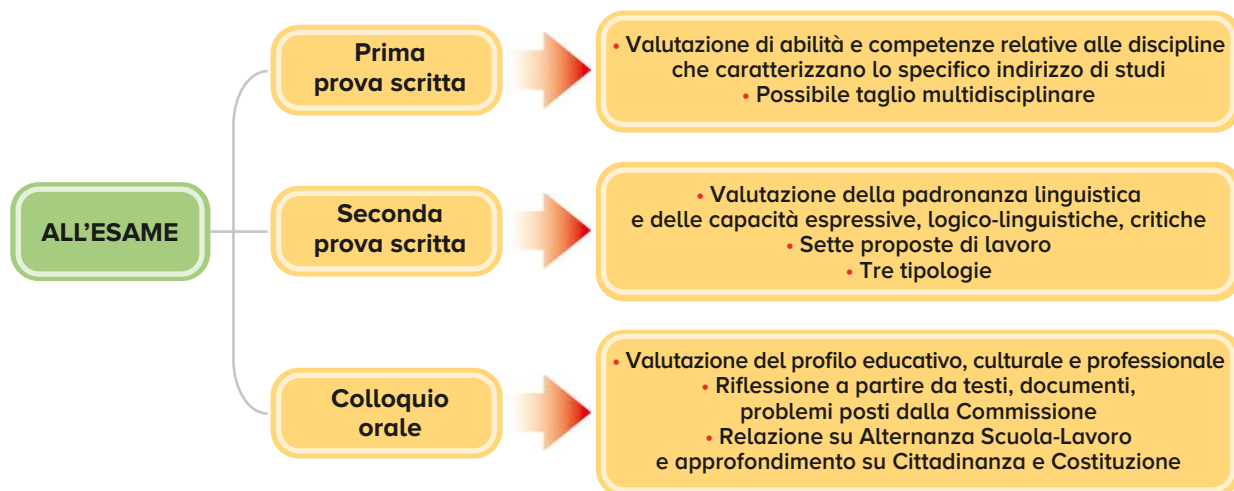 ALL'ESAME
Prima
prova scritta
• Valutazione di abilità e competenze relative alle discipline
che caratterizzano lo specifico indirizzo di studi
• Possibile taglio multidisciplinare
Seconda
prova scritta
• Valutazione della padronanza linguistica
e delle capacità espressive, logico-linguistiche, critiche
• Sette proposte di lavoro
• Tre tipologie
Colloquio
orale
• Valutazione del profilo educativo, culturale e professionale
• Riflessione a partire da testi, documenti,
problemi posti dalla Commissione
• Relazione su Alternanza Scuola-Lavoro
e approfondimento su Cittadinanza e Costituzione